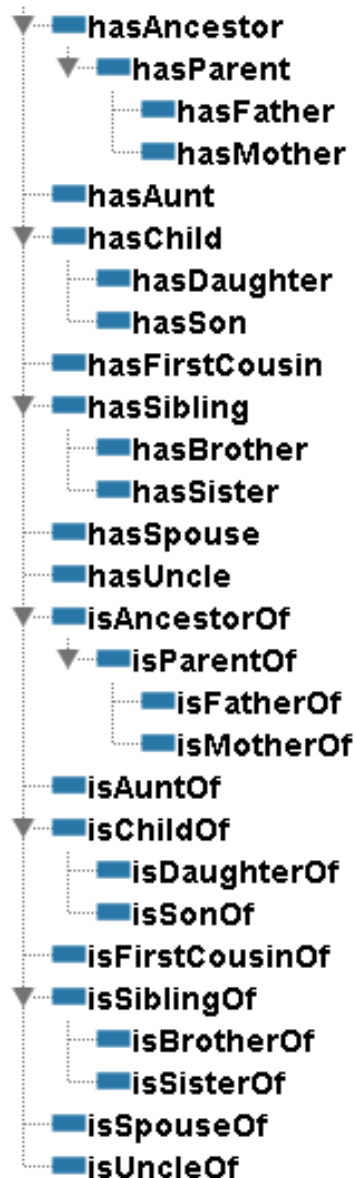 hasAncestor
hasParent
hasFather
hasMother
hasAunt
hasChild
hasDaughter
hasSon
hasFirstCousin
hasSibling
hasBrother
hasSister
hasSpouse
hasUncle
isAncestorOf
isParentOf
isFatherOf
isMotherOf
isAuntOf
isChildOf
isDaughterOf
isSonOf
isFirstCousinOf
isSiblingOf
isBrotherOf
isSisterOf
isSpouseOf
isUncleOf